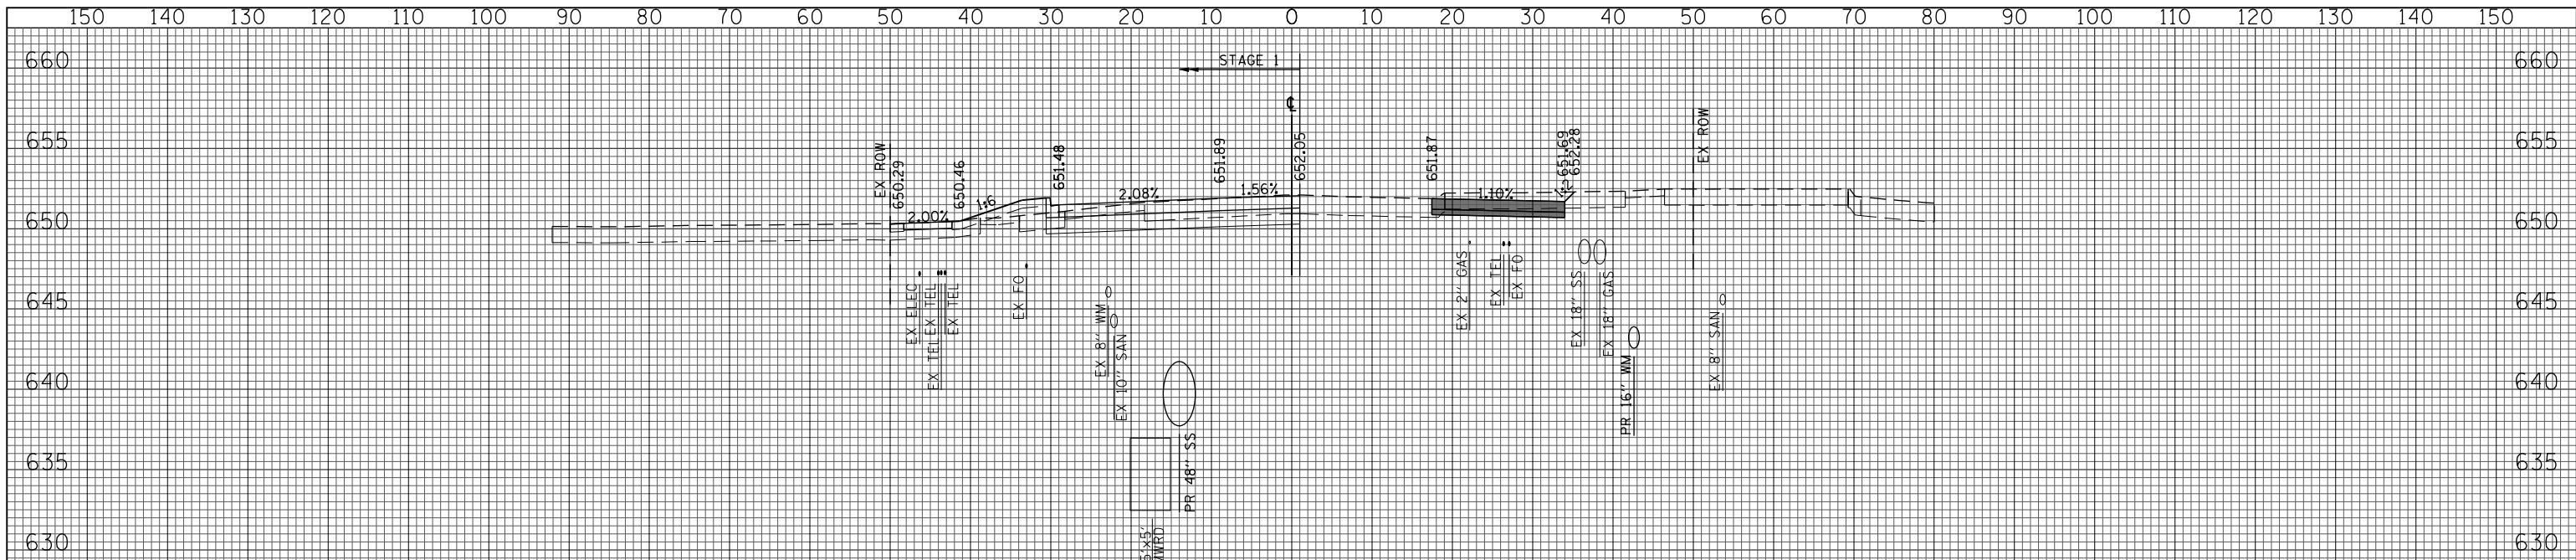 150 140 130 120 110 100 90 80 70 60 50 40 30 20 10 0 10 20 30 40 50 60 70 80 90 100 110 120 130 140 150
660 660
STAGE 1
℄
655 655
EX ROW
650.29
650.46
651.48
651.89
652.05
651.87
651.69
652.28
EX ROW
2.00%
1:6
2.08%
1.56%
1.10%
650 650
645 645
EX ELEC
EX TEL
EX TEL
EX TEL
EX FO
EX 8" WM
EX 10" SAN
PR 48" SS
EX 2" GAS
EX TEL
EX FO
EX 18" SS
EX 18" GAS
PR 16" WM
EX 8" SAN
640 640
635 635
630 630